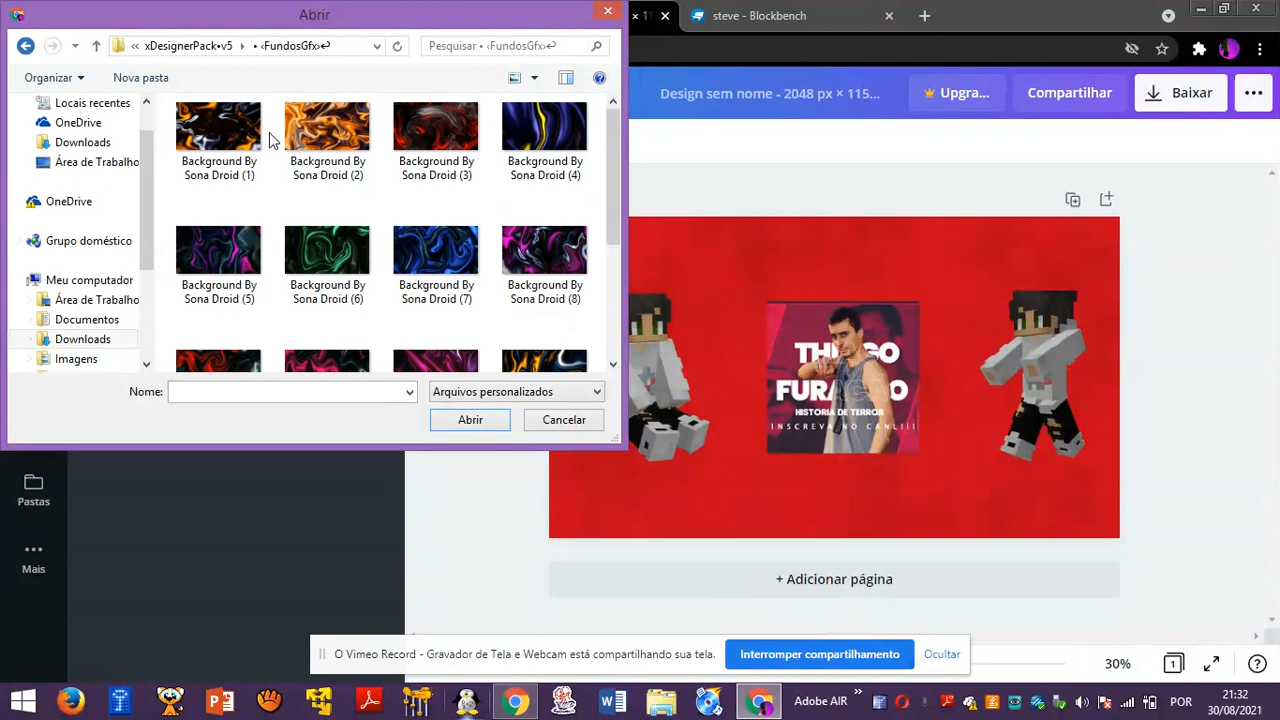 Abrir
steve - Blockbench
‹‹ xDesignerPack•v5 • ‹FundosGfx›↩
Pesquisar • ‹FundosGfx›↩
Organizar
Nova pasta
Design sem nome - 2048 px × 115...
Upgra...
Compartilhar
Baixar
Locais recentes
OneDrive
Downloads
Área de Trabalho
OneDrive
Grupo doméstico
Meu computador
Área de Trabalho
Documentos
Downloads
Imagens
Background By
Sona Droid (1)
Background By
Sona Droid (2)
Background By
Sona Droid (3)
Background By
Sona Droid (4)
Background By
Sona Droid (5)
Background By
Sona Droid (6)
Background By
Sona Droid (7)
Background By
Sona Droid (8)
Nome:
Arquivos personalizados
Abrir
Cancelar
HISTORIA DE TERROR
INSCREVA NO CANL!!!
Pastas
Mais
+ Adicionar página
O Vimeo Record - Gravador de Tela e Webcam está compartilhando sua tela.
Interromper compartilhamento
Ocultar
30%
1
Adobe AIR
POR
21:32
30/08/2021